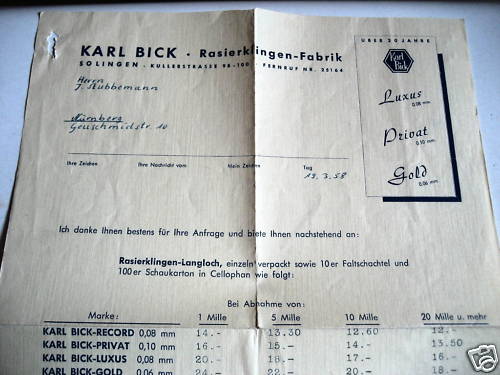 KARL BICK · Rasierklingen-Fabrik
SOLINGEN · KULLERSTRASSE 98-100 · FERNRUF NR. 25164
ÜBER 20 JAHRE
Karl
Bick
Luxus
0,08 mm
Privat
0,10 mm
Gold
0,06 mm
Herrn
J. Stubbemann
Nürnberg
10
Ihre Zeichen Ihre Nachricht vom Mein Zeichen Tag
19.3.58
Ich danke Ihnen bestens für Ihre Anfrage und biete Ihnen nachstehend an:
Rasierklingen-Langloch, einzeln verpackt sowie 10er Faltschachtel und
100er Schaukarton in Cellophan wie folgt:
Bei Abnahme von:
Marke: 1 Mille 5 Mille 10 Mille 20 Mille u. mehr
KARL BICK-RECORD 0,08 mm 14.- 13.30 12.60 12.-
KARL BICK-PRIVAT 0,10 mm 16.- 15.- 14.- 13.50
KARL BICK-LUXUS 0,08 mm 20.- 18.- 16.-
KARL BICK-GOLD 0,06 mm 24.-
eb